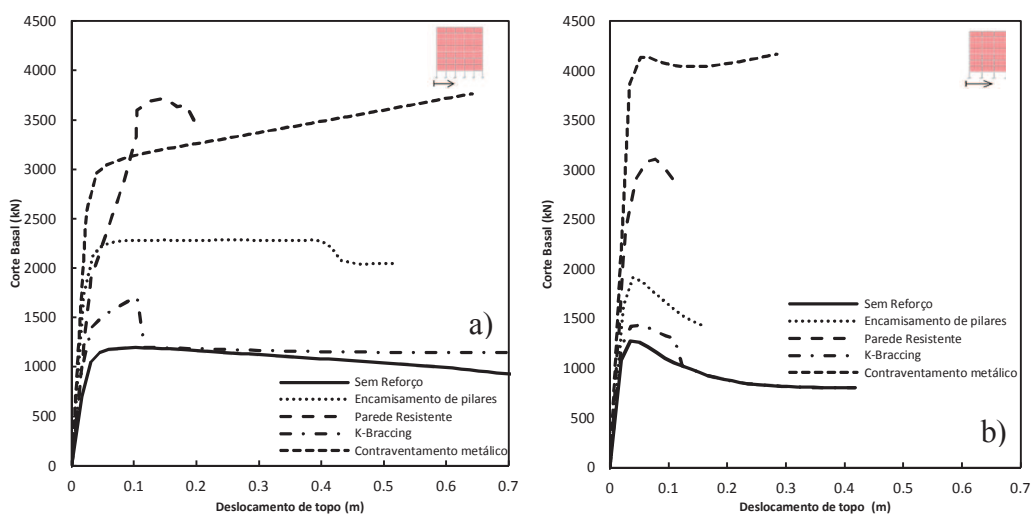 4500
4000
3500
3000
2500
2000
1500
1000
500
0
Corte Basal (kN)
0 0.1 0.2 0.3 0.4 0.5 0.6 0.7
Deslocamento de topo (m)
a)
Sem Reforço
Encamisamento de pilares
Parede Resistente
K-Braccing
Contraventamento metálico
4500
4000
3500
3000
2500
2000
1500
1000
500
0
Corte Basal (kN)
0 0.1 0.2 0.3 0.4 0.5 0.6 0.7
Deslocamento de topo (m)
Sem Reforço
Encamisamento de pilares
Parede Resistente
K-Braccing
Contraventamento metálico
b)